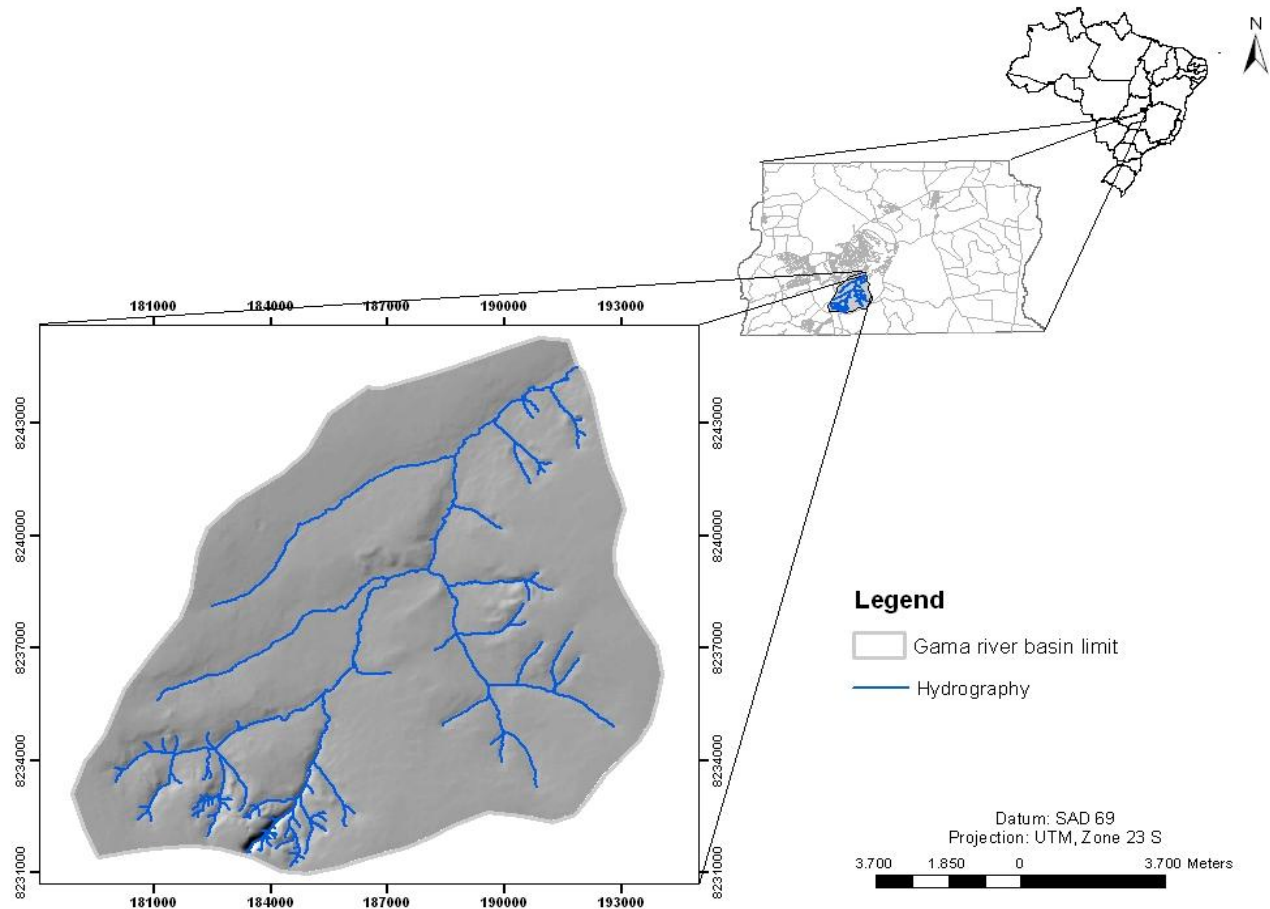 N
181000 184000 187000 190000 193000
8243000 8243000
8240000 8240000
8237000 8237000
8234000 8234000
8231000 8231000
181000 184000 187000 190000 193000
Legend
Gama river basin limit
Hydrography
Datum: SAD 69
Projection: UTM, Zone 23 S
3.700 1.850 0 3.700 Meters